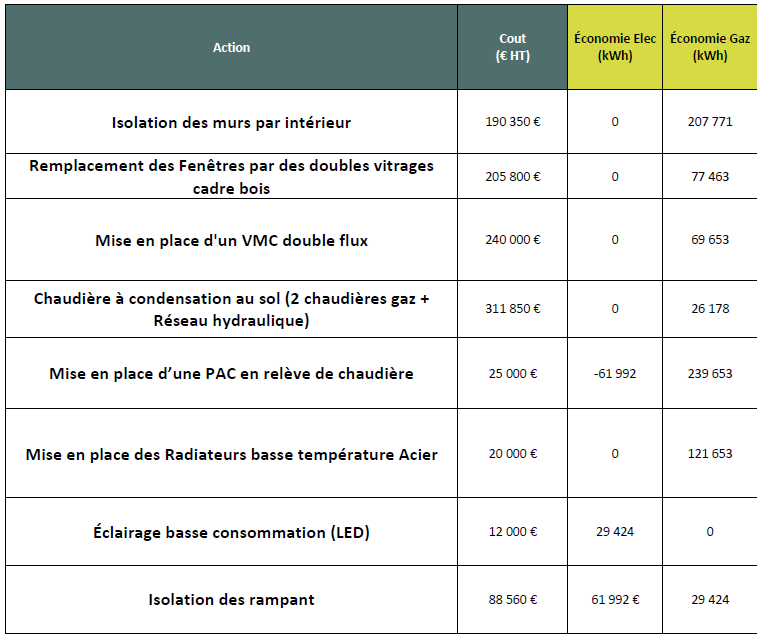 Action Cout (€ HT) Économie Elec (kWh) Économie Gaz (kWh)
Isolation des murs par intérieur 190 350 € 0 207 771
Remplacement des Fenêtres par des doubles vitrages
cadre bois 205 800 € 0 77 463
Mise en place d'un VMC double flux 240 000 € 0 69 653
Chaudière à condensation au sol (2 chaudières gaz +
Réseau hydraulique) 311 850 € 0 26 178
Mise en place d’une PAC en relève de chaudière 25 000 € -61 992 239 653
Mise en place des Radiateurs basse température Acier 20 000 € 0 121 653
Éclairage basse consommation (LED) 12 000 € 29 424 0
Isolation des rampant 88 560 € 61 992 € 29 424